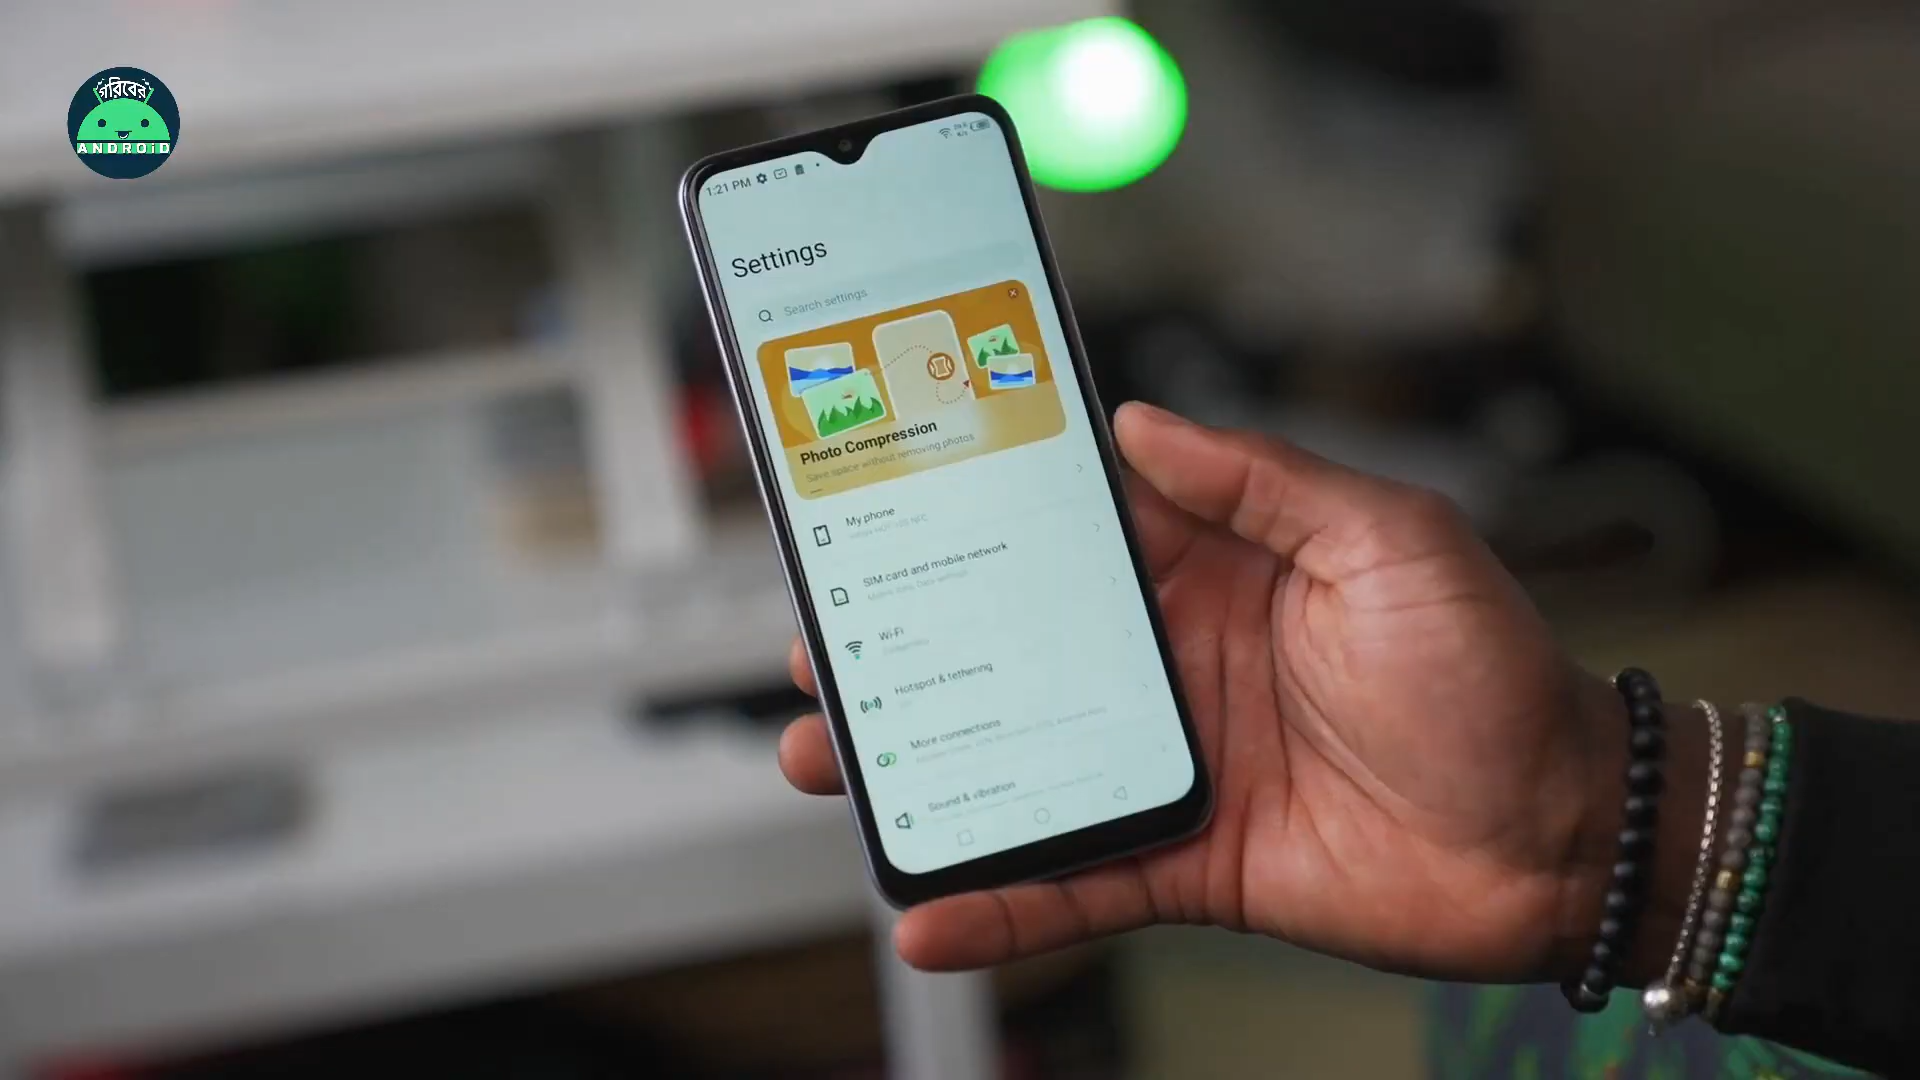 গরিবের
ANDROiD
1:21 PM
Settings
Search settings
Photo Compression
Save space without removing photos
My phone
SIM card and mobile network
Wi-Fi
Hotspot & tethering
More connections
Sound & vibration